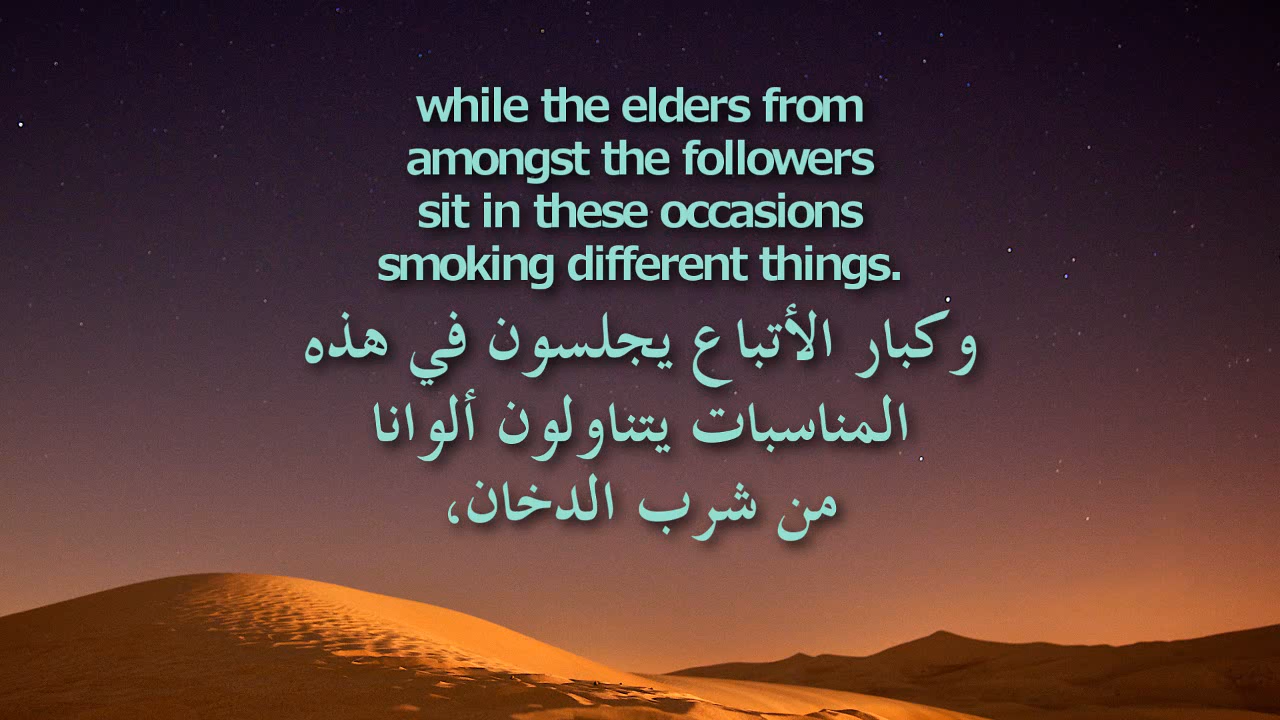 while the elders from
amongst the followers
sit in these occasions
smoking different things.
وكبار الأتباع يجلسون في هذه
المناسبات يتناولون ألوانا
من شرب الدخان،